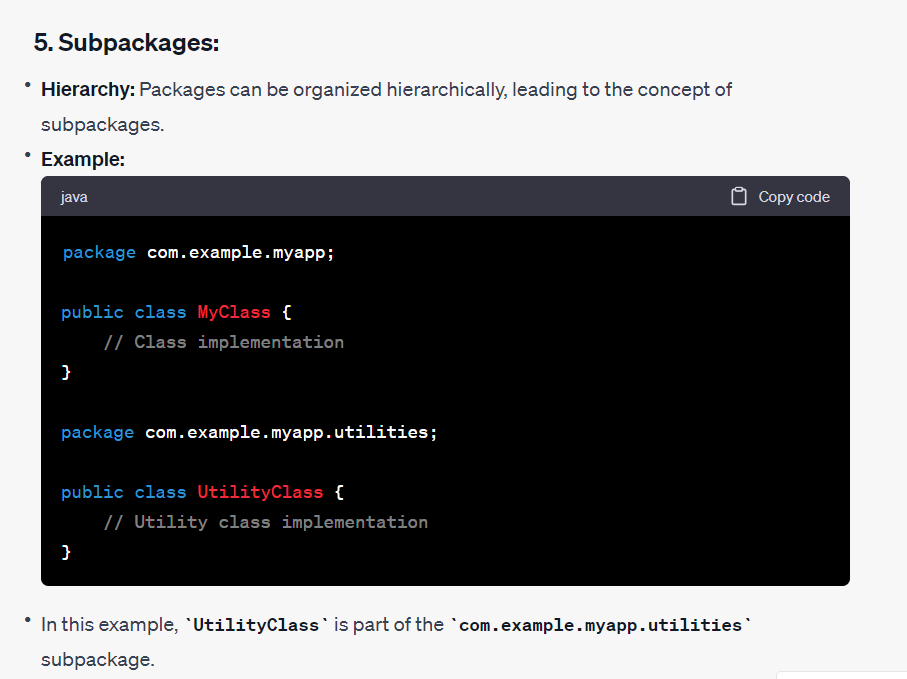 5. Subpackages:
• Hierarchy: Packages can be organized hierarchically, leading to the concept of
subpackages.
• Example:
java Copy code
package com.example.myapp;
public class MyClass {
    // Class implementation
}
package com.example.myapp.utilities;
public class UtilityClass {
    // Utility class implementation
}
• In this example, `UtilityClass` is part of the `com.example.myapp.utilities`
subpackage.